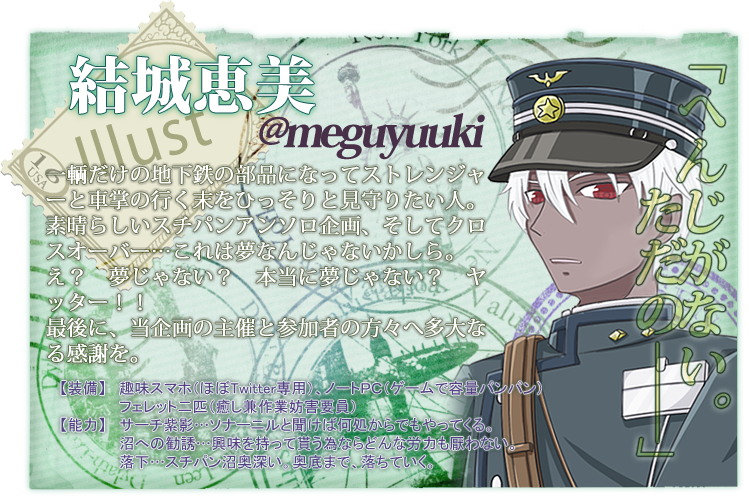 結城恵美
@meguyuuki
Illust
1
USA
一輌だけの地下鉄の部品になってストレンジャ
ーと車掌の行く末をひっそりと見守りたい人。
素晴らしいスチパンアンソロ企画、そしてクロ
スオーバー…これは夢なんじゃないかしら。
え？　夢じゃない？　本当に夢じゃない？　ヤ
ッター！！
最後に、当企画の主催と参加者の方々へ多大な
る感謝を。
【装備】　趣味スマホ(ほぼTwitter専用)、ノートPC(ゲームで容量パンパン)
フェレット二匹(癒し兼作業妨害要員)
【能力】　サーチ紫影…ソナーニルと聞けば何処からでもやってくる。
沼への勧誘…興味を持って貰う為ならどんな労力も厭わない。
落下…スチパン沼奥深い。奥底まで、落ちていく。
『へんじがない。
ただの――』
New York